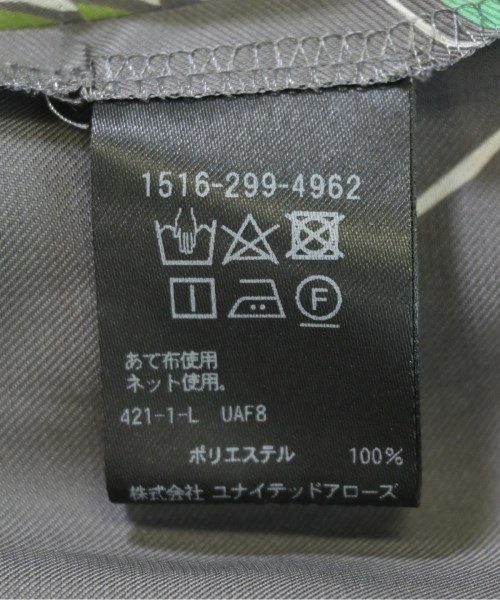 1516-299-4962
F
あて布使用
ネット使用。
421-1-L UAF8
ポリエステル 100%
株式会社 ユナイテッドアローズ